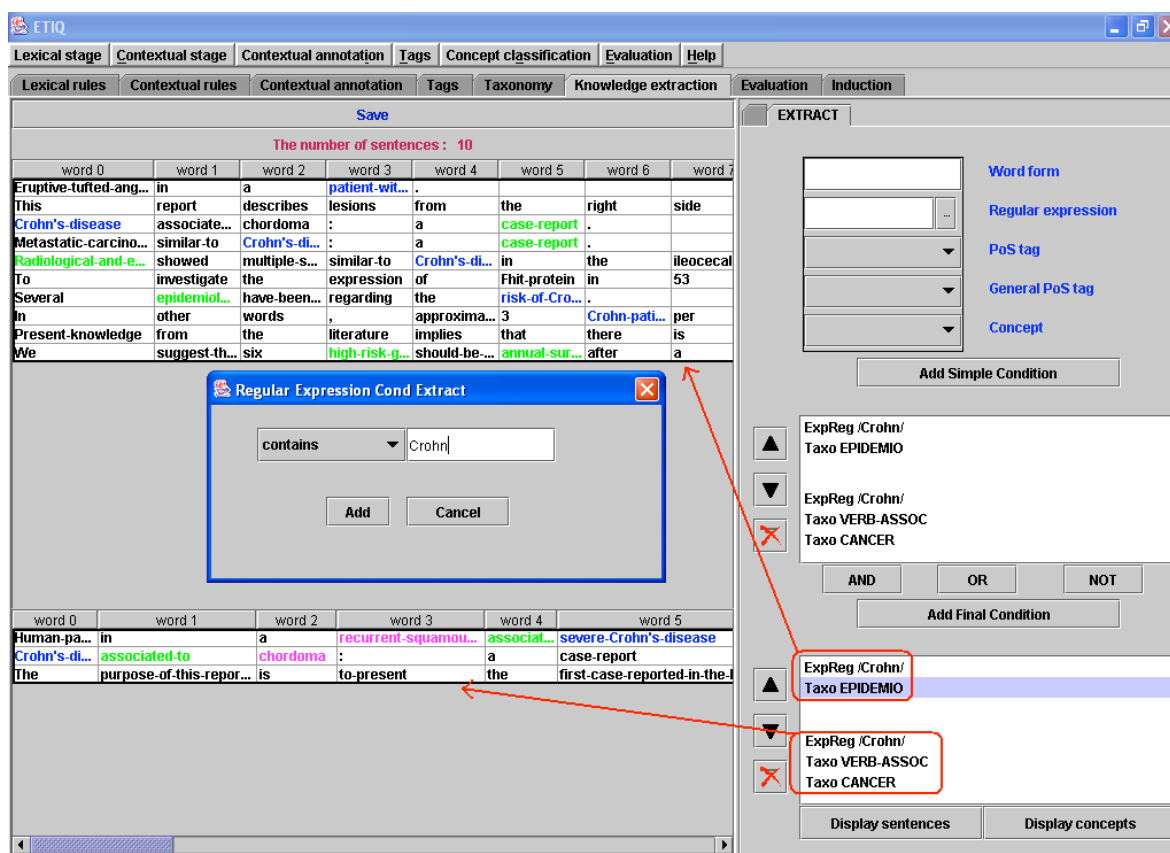 ETIQ
Lexical stage Contextual stage Contextual annotation Tags Concept classification Evaluation Help
Lexical rules Contextual rules Contextual annotation Tags Taxonomy Knowledge extraction Evaluation Induction
Save
The number of sentences : 10
word 0 word 1 word 2 word 3 word 4 word 5 word 6 word 7
Eruptive-tufted-ang... in a patient-wit... .
This report describes lesions from the right side
Crohn's-disease associate... chordoma : a case-report .
Metastatic-carcino... similar-to Crohn's-di... : a case-report .
Radiological-and-e... showed multiple-s... similar-to Crohn's-di... in the ileocecal
To investigate the expression of Fhit-protein in 53
Several epidemiol... have-been... regarding the risk-of-Cro... .
In other words , approxima... 3 Crohn-pati... per
Present-knowledge from the literature implies that there is
We suggest-th... six high-risk-g... should-be-... annual-sur... after a
Regular Expression Cond Extract
contains Crohn
Add Cancel
word 0 word 1 word 2 word 3 word 4 word 5
Human-pa... in a recurrent-squamou... associat... severe-Crohn's-disease
Crohn's-di... associated-to chordoma : a case-report
The purpose-of-this-repor... is to-present the first-case-reported-in-the-l
EXTRACT
Word form
... Regular expression
PoS tag
General PoS tag
Concept
Add Simple Condition
ExpReg /Crohn/
Taxo EPIDEMIO
ExpReg /Crohn/
Taxo VERB-ASSOC
Taxo CANCER
AND OR NOT
Add Final Condition
ExpReg /Crohn/
Taxo EPIDEMIO
ExpReg /Crohn/
Taxo VERB-ASSOC
Taxo CANCER
Display sentences Display concepts